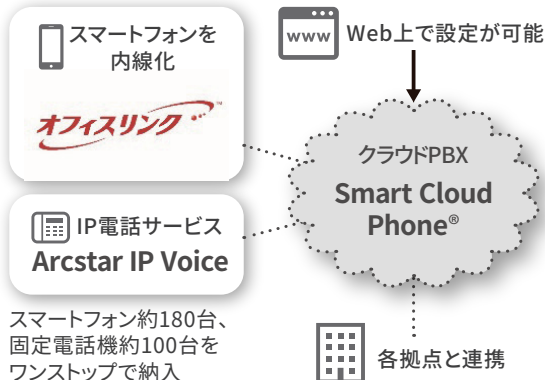 スマートフォンを
内線化
オフィスリンク™
IP電話サービス
Arcstar IP Voice
スマートフォン約180台、
固定電話機約100台を
ワンストップで納入
www
Web上で設定が可能
クラウドPBX
Smart Cloud
Phone®
各拠点と連携